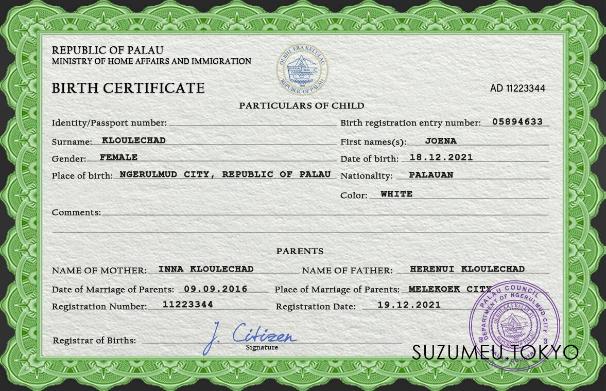 REPUBLIC OF PALAU
MINISTRY OF HOME AFFAIRS AND IMMIGRATION
BIRTH CERTIFICATE
AD 11223344
PARTICULARS OF CHILD
Identity/Passport number:
Birth registration entry number: 05894633
Surname: KLOULECHAD
First names(s): JOENA
Gender: FEMALE
Date of birth: 18.12.2021
Place of birth: NGERULMUD CITY, REPUBLIC OF PALAU
Nationality: PALAUAN
Color: WHITE
Comments:
PARENTS
NAME OF MOTHER: INNA KLOULECHAD
NAME OF FATHER: HERENUI KLOULECHAD
Date of Marriage of Parents: 09.09.2016
Place of Marriage of Parents: MELEKOEK CITY
Registration Number: 11223344
Registration Date: 19.12.2021
Registrar of Births: J. Citizen
Signature
PALAU COUNCIL
DEPARTMENT OF NGERULMUD CITY
SUZUMEU.TOKYO